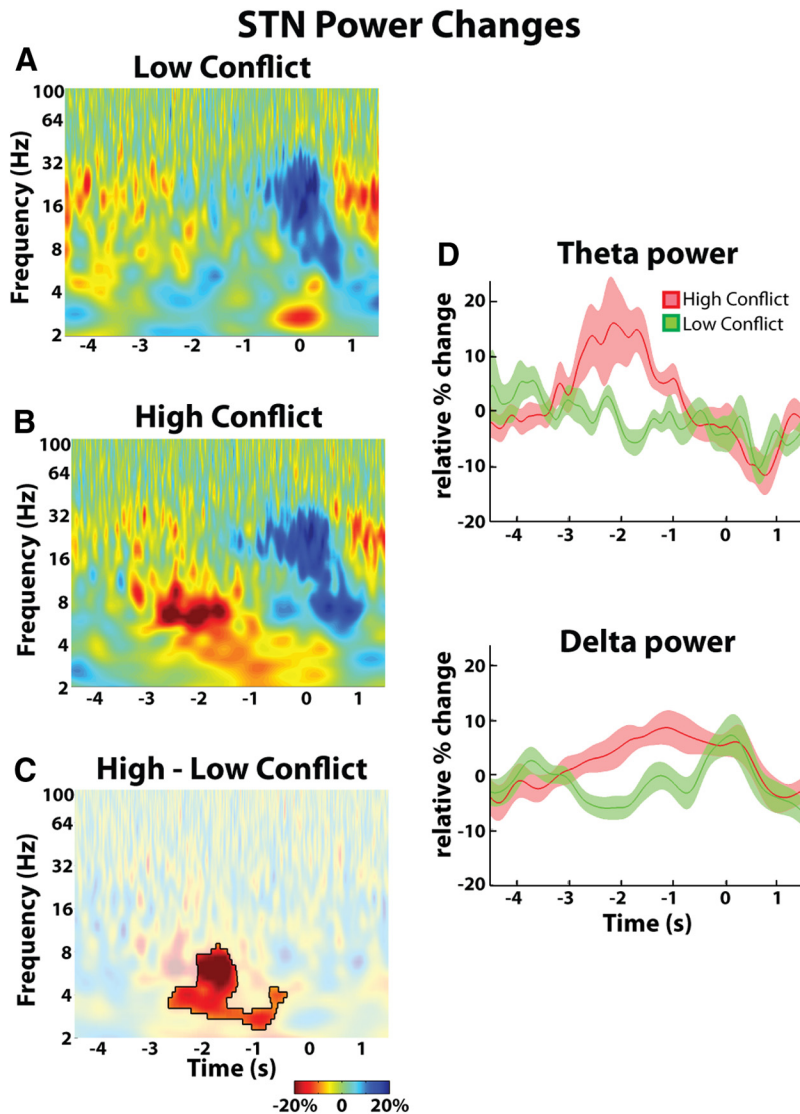 STN Power Changes
A
Low Conflict
Frequency (Hz)
100
64
32
16
8
4
2
-4 -3 -2 -1 0 1
B
High Conflict
Frequency (Hz)
100
64
32
16
8
4
2
-4 -3 -2 -1 0 1
C
High - Low Conflict
Frequency (Hz)
100
64
32
16
8
4
2
-4 -3 -2 -1 0 1
Time (s)
-20% 0 20%
D
Theta power
High Conflict
Low Conflict
relative % change
20
10
0
-10
-20
-4 -3 -2 -1 0 1
Delta power
relative % change
20
10
0
-10
-20
-4 -3 -2 -1 0 1
Time (s)